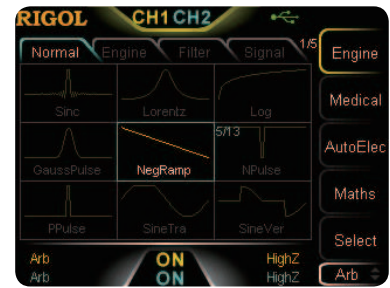 RIGOL CH1 CH2
Normal Engine Filter Signal 1/5 Engine
Sinc Lorentz Log Medical
5/13 AutoElec
GaussPulse NegRamp NPulse
Maths
PPulse SineTra SineVer Select
Arb ON HighZ
Arb ON HighZ Arb